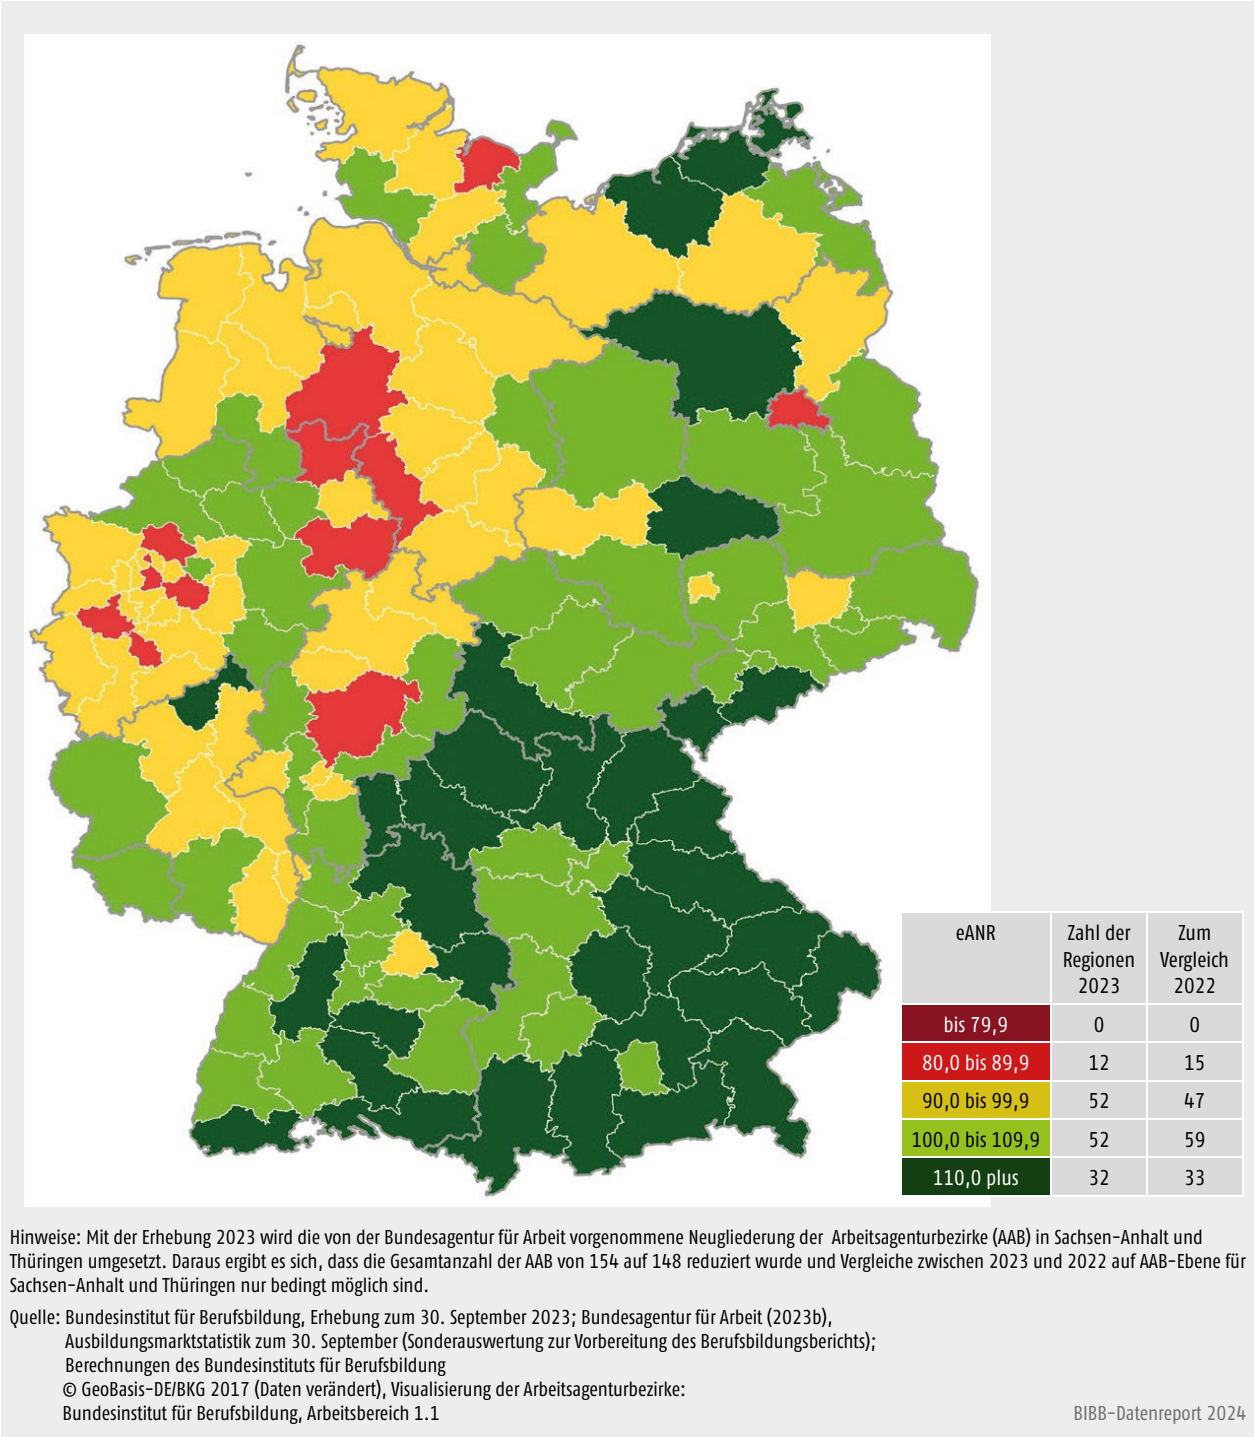 eANR Zahl der Regionen 2023 Zum Vergleich 2022
bis 79,9 0 0
80,0 bis 89,9 12 15
90,0 bis 99,9 52 47
100,0 bis 109,9 52 59
110,0 plus 32 33
Hinweise: Mit der Erhebung 2023 wird die von der Bundesagentur für Arbeit vorgenommene Neugliederung der Arbeitsagenturbezirke (AAB) in Sachsen-Anhalt und
Thüringen umgesetzt. Daraus ergibt es sich, dass die Gesamtanzahl der AAB von 154 auf 148 reduziert wurde und Vergleiche zwischen 2023 und 2022 auf AAB-Ebene für
Sachsen-Anhalt und Thüringen nur bedingt möglich sind.
Quelle: Bundesinstitut für Berufsbildung, Erhebung zum 30. September 2023; Bundesagentur für Arbeit (2023b),
Ausbildungsmarktstatistik zum 30. September (Sonderauswertung zur Vorbereitung des Berufsbildungsberichts);
Berechnungen des Bundesinstituts für Berufsbildung
© GeoBasis-DE/BKG 2017 (Daten verändert), Visualisierung der Arbeitsagenturbezirke:
Bundesinstitut für Berufsbildung, Arbeitsbereich 1.1
BIBB-Datenreport 2024